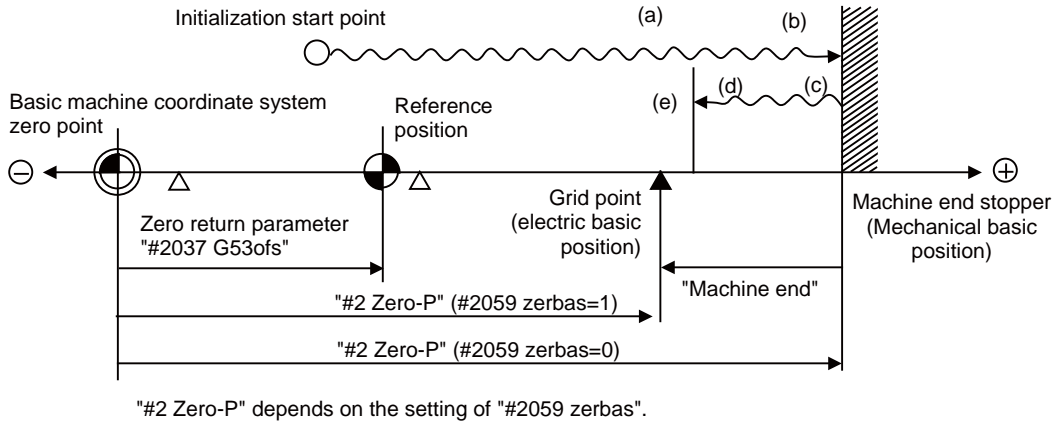 Initialization start point
(a)
(b)
Basic machine coordinate system
zero point
Reference
position
(e)
(d)
(c)
Grid point
(electric basic
position)
Machine end stopper
(Mechanical basic
position)
Zero return parameter
"#2037 G53ofs"
"Machine end"
"#2 Zero-P" (#2059 zerbas=1)
"#2 Zero-P" (#2059 zerbas=0)
"#2 Zero-P" depends on the setting of "#2059 zerbas".